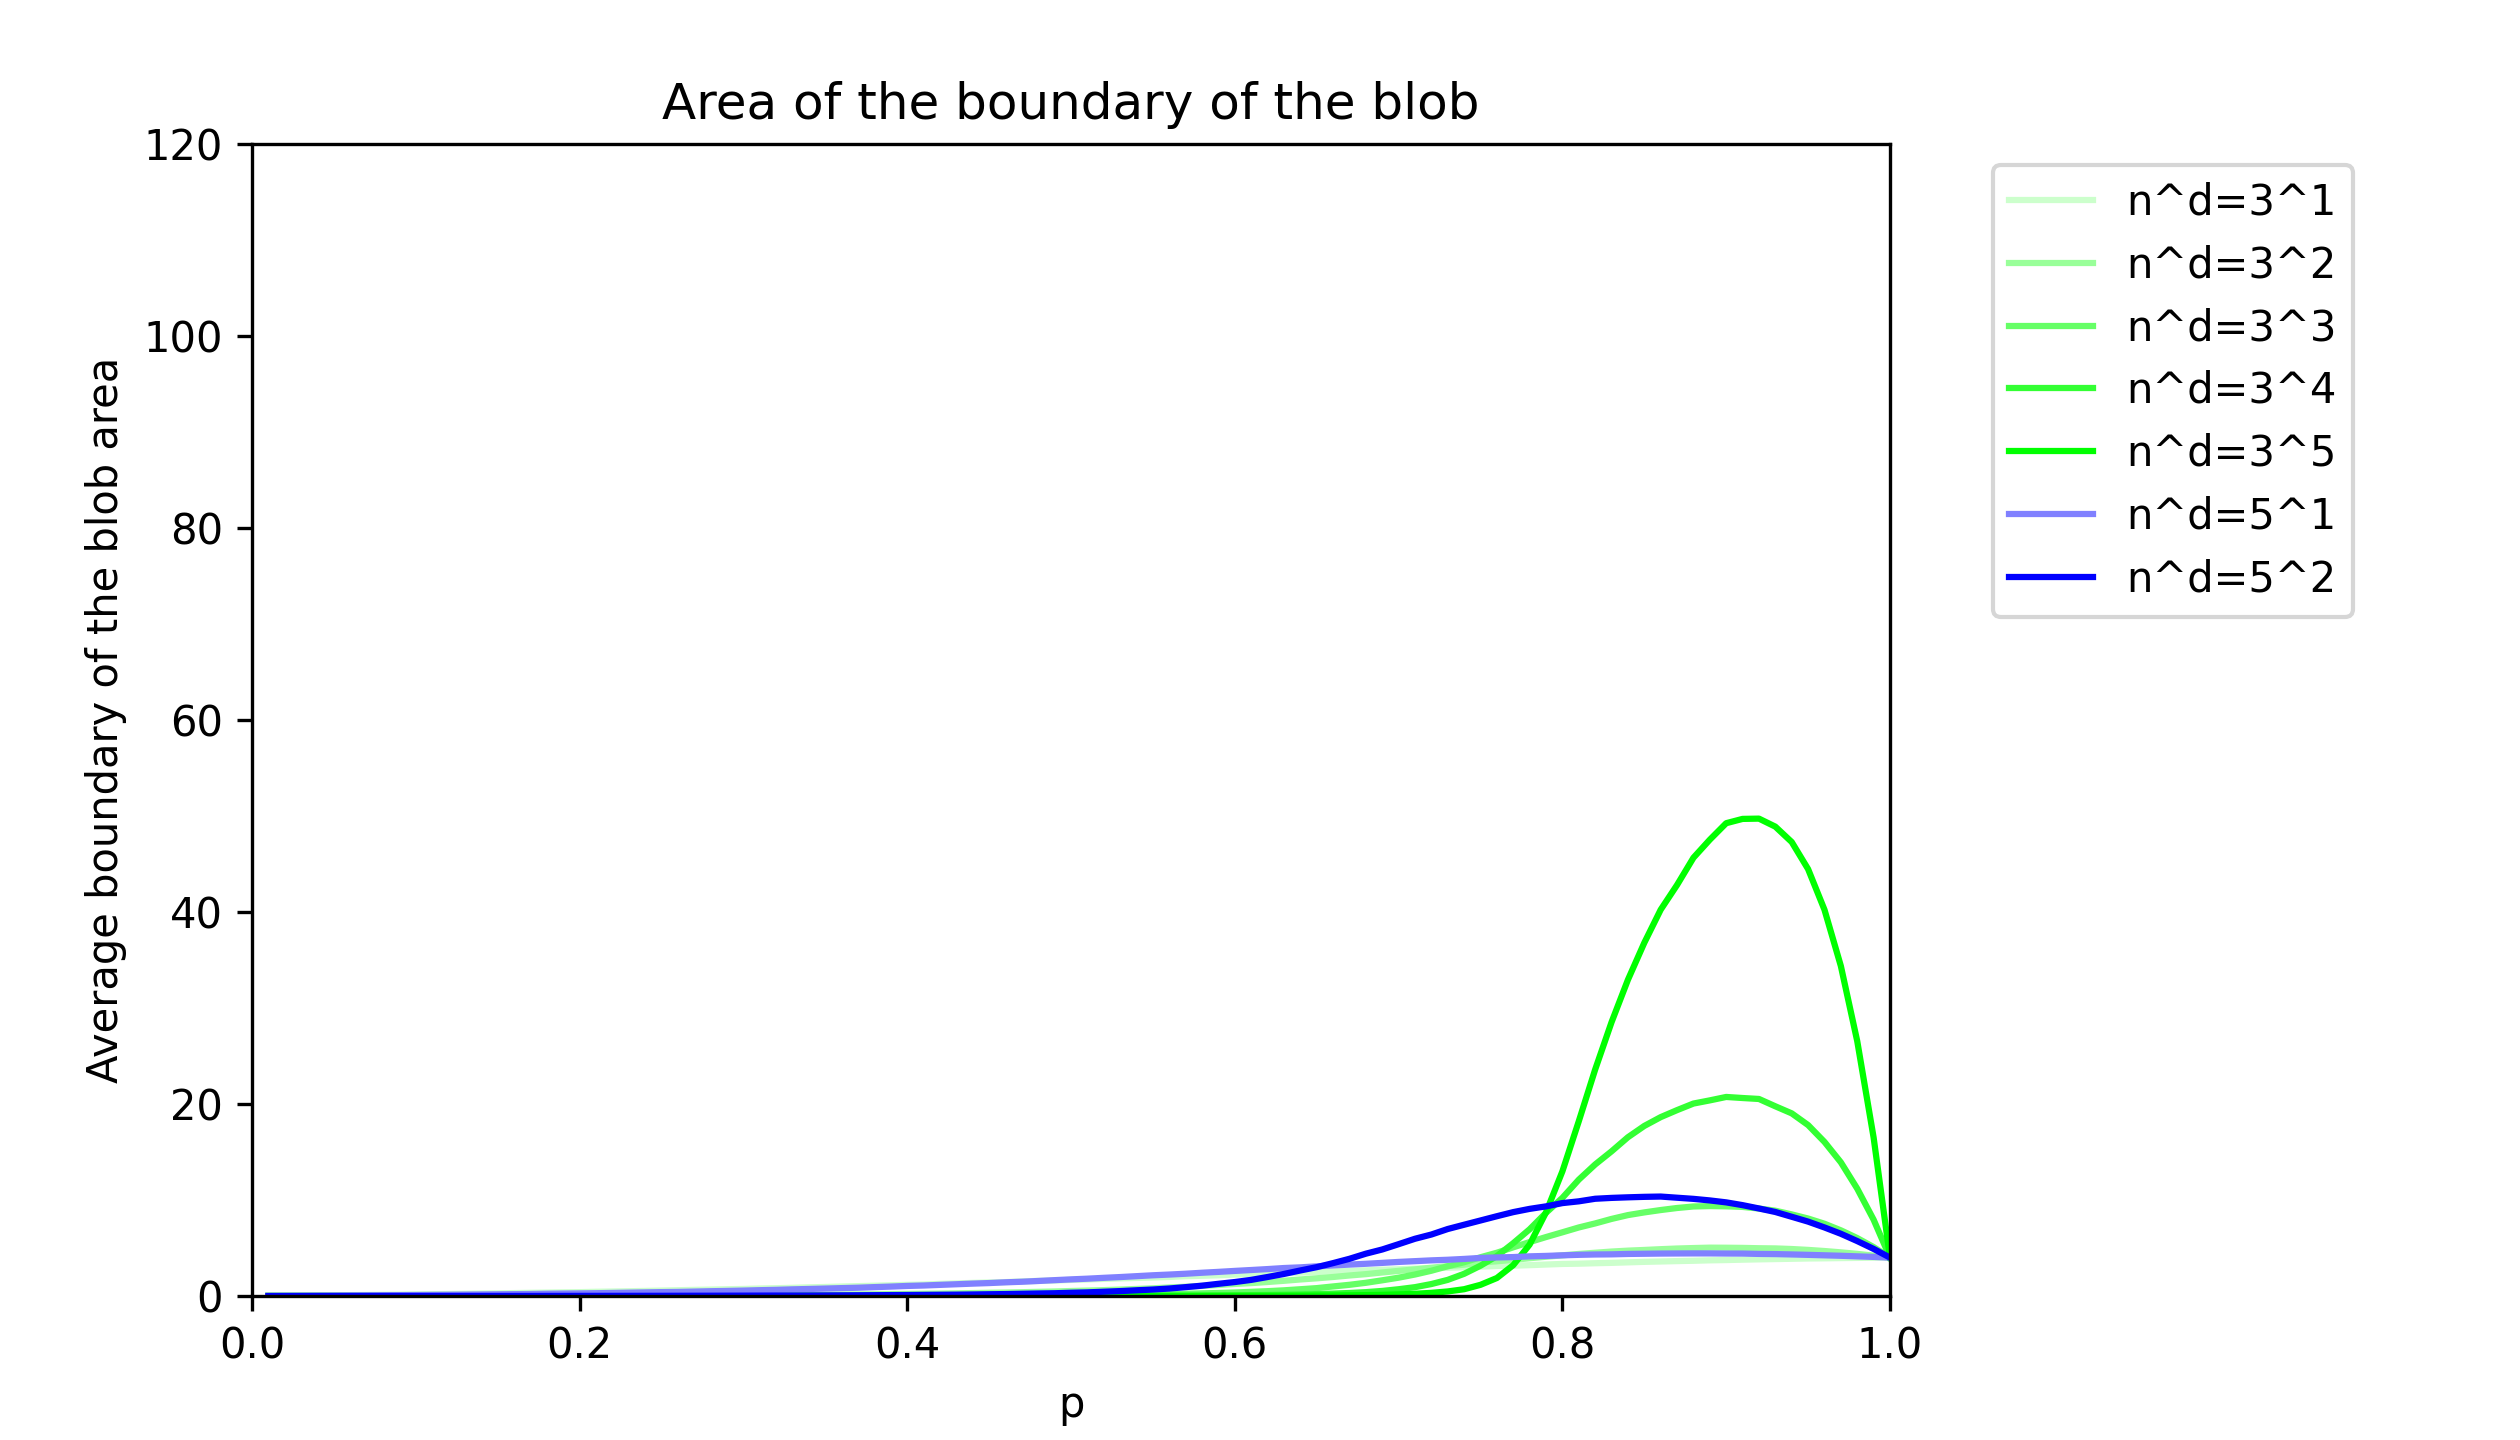 Area of the boundary of the blob
120
100
80
60
40
20
0
Average boundary of the blob area
0.0 0.2 0.4 0.6 0.8 1.0
p
n^d=3^1
n^d=3^2
n^d=3^3
n^d=3^4
n^d=3^5
n^d=5^1
n^d=5^2